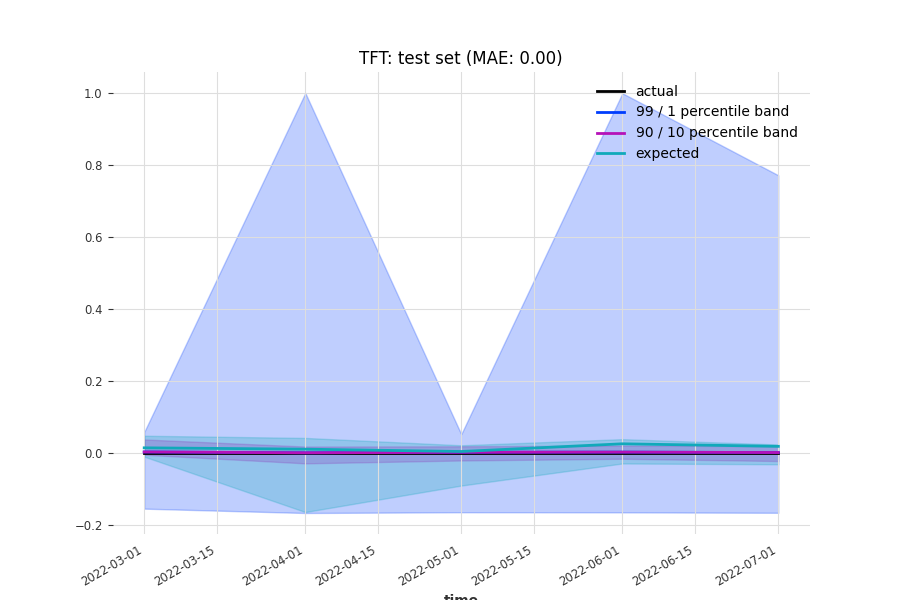 TFT: test set (MAE: 0.00)
actual
99 / 1 percentile band
90 / 10 percentile band
expected
1.0
0.8
0.6
0.4
0.2
0.0
−0.2
2022-03-01
2022-03-15
2022-04-01
2022-04-15
2022-05-01
2022-05-15
2022-06-01
2022-06-15
2022-07-01
time